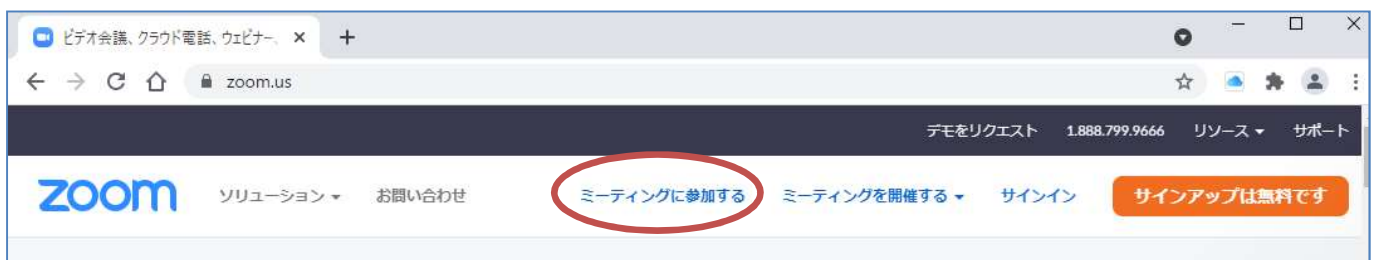 ビデオ会議、クラウド電話、ウェビナー、
zoom.us
デモをリクエスト 1.888.799.9666 リソース サポート
zoom ソリューション お問い合わせ ミーティングに参加する ミーティングを開催する サインイン サインアップは無料です